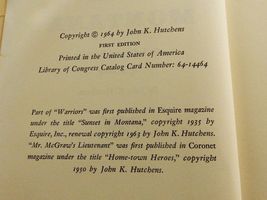 Copyright © 1964 by John K. Hutchens
FIRST EDITION
Printed in the United States of America
Library of Congress Catalog Card Number: 64-14464
Part of "Warriors" was first published in Esquire magazine
under the title "Sunset in Montana," copyright 1935 by
Esquire, Inc., renewal copyright 1963 by John K. Hutchens.
"Mr. McGraw's Lieutenant" was first published in Coronet
magazine under the title "Home-town Heroes," copyright
1950 by John K. Hutchens.